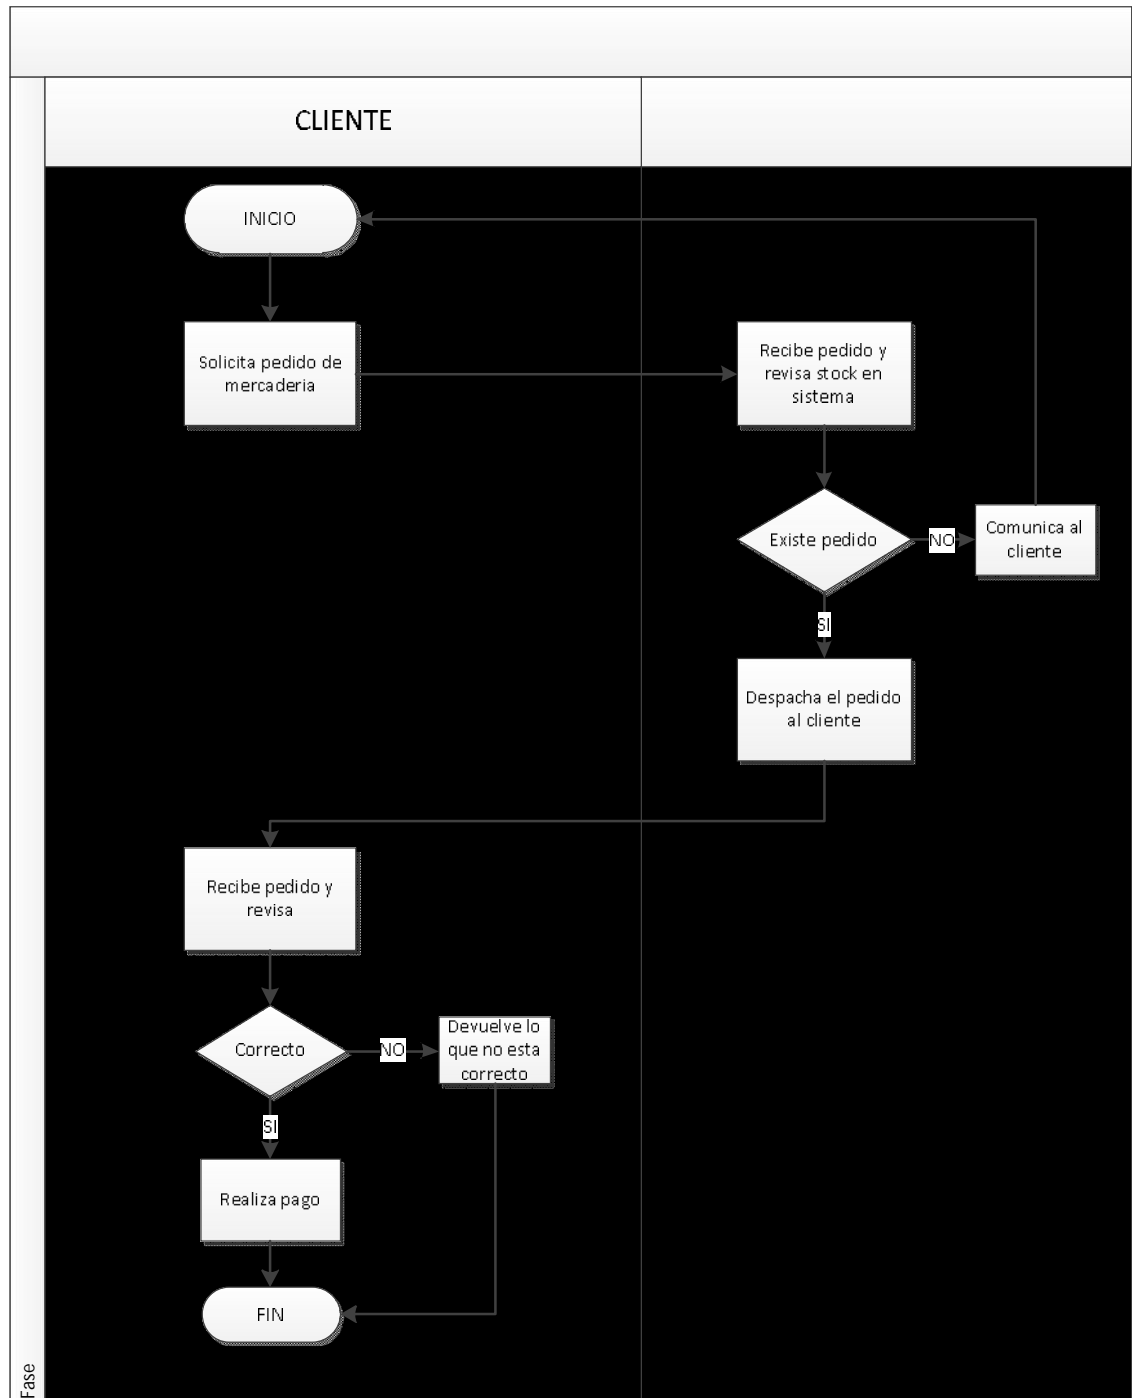 CLIENTE
INICIO
Solicita pedido de
mercaderia
Recibe pedido y
revisa stock en
sistema
Existe pedido
NO
Comunica al
cliente
SI
Despacha el pedido
al cliente
Recibe pedido y
revisa
Correcto
NO
Devuelve lo
que no esta
correcto
SI
Realiza pago
FIN
Fase